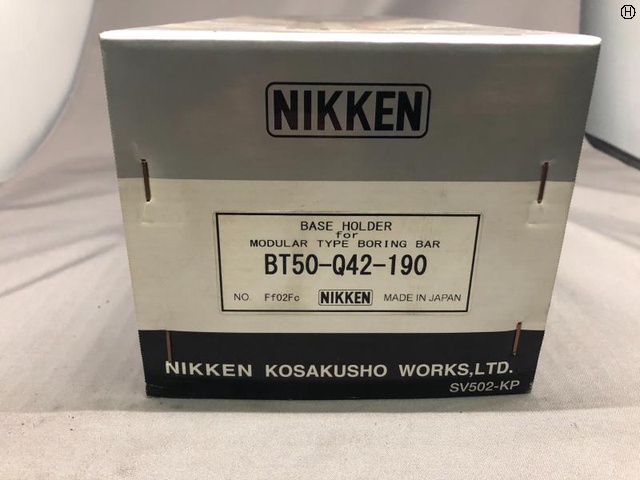 H
NIKKEN
BASE HOLDER
for
MODULAR TYPE BORING BAR
BT50-Q42-190
NO. Ff02Fc NIKKEN MADE IN JAPAN
NIKKEN KOSAKUSHO WORKS,LTD.
SV502-KP